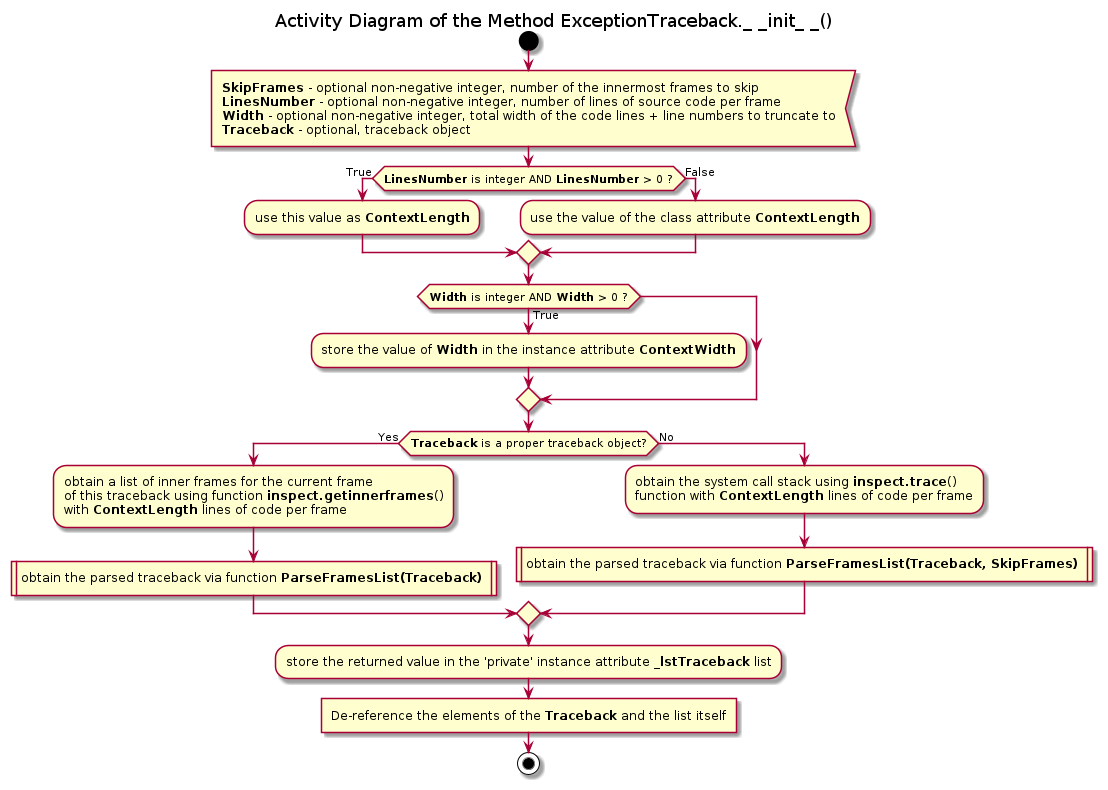 Activity Diagram of the Method ExceptionTraceback._ _init_ _()
SkipFrames - optional non-negative integer, number of the innermost frames to skip
LinesNumber - optional non-negative integer, number of lines of source code per frame
Width - optional non-negative integer, total width of the code lines + line numbers to truncate to
Traceback - optional, traceback object
True
LinesNumber is integer AND LinesNumber > 0 ?
False
use this value as ContextLength
use the value of the class attribute ContextLength
Width is integer AND Width > 0 ?
True
store the value of Width in the instance attribute ContextWidth
Yes
Traceback is a proper traceback object?
No
obtain a list of inner frames for the current frame
of this traceback using function inspect.getinnerframes()
with ContextLength lines of code per frame
obtain the system call stack using inspect.trace()
function with ContextLength lines of code per frame
obtain the parsed traceback via function ParseFramesList(Traceback)
obtain the parsed traceback via function ParseFramesList(Traceback, SkipFrames)
store the returned value in the 'private' instance attribute _lstTraceback list
De-reference the elements of the Traceback and the list itself